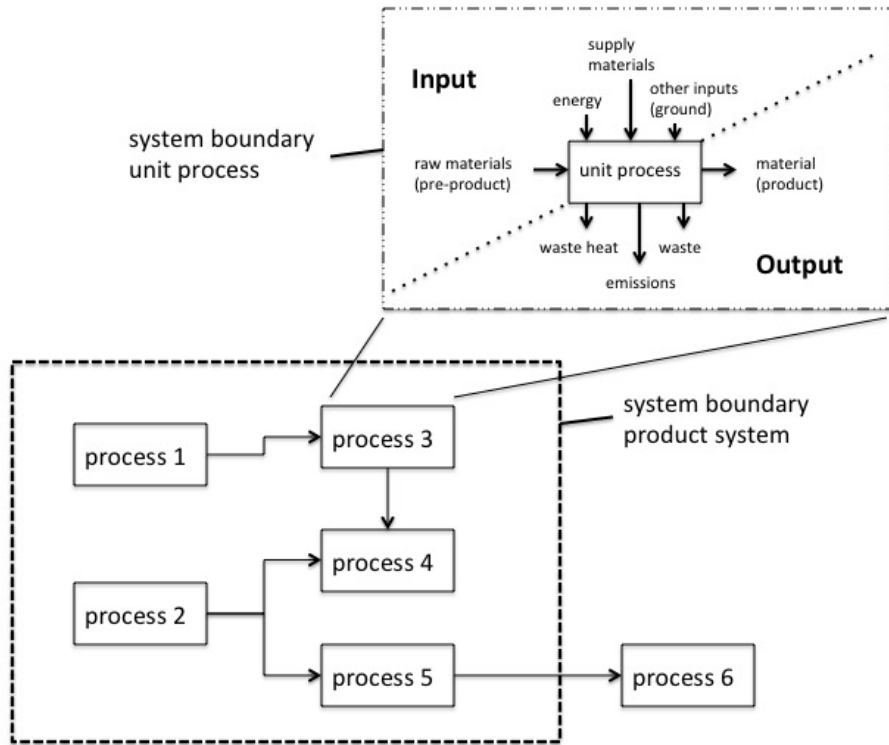 supply
materials
Input
other inputs
(ground)
energy
system boundary
unit process
raw materials
(pre-product)
unit process
material
(product)
waste heat
waste
Output
emissions
system boundary
product system
process 3
process 1
process 4
process 2
process 5
process 6